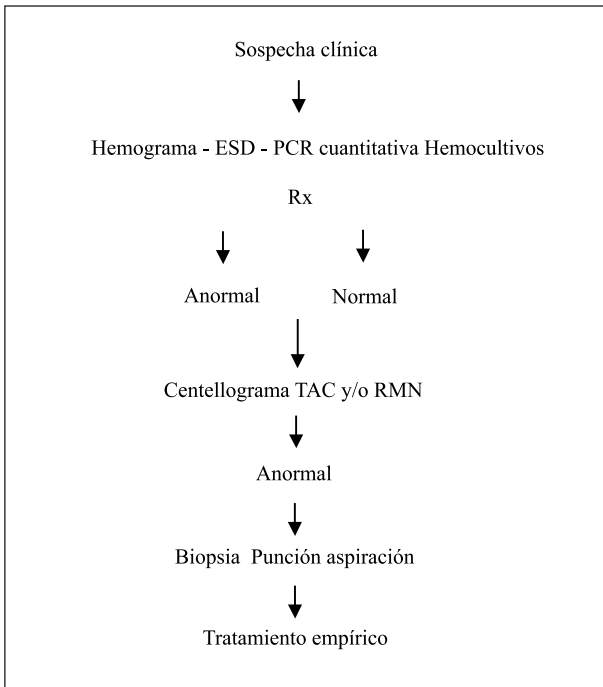 Sospecha clínica
Hemograma - ESD - PCR cuantitativa Hemocultivos
Rx
Anormal Normal
Centellograma TAC y/o RMN
Anormal
Biopsia Punción aspiración
Tratamiento empírico